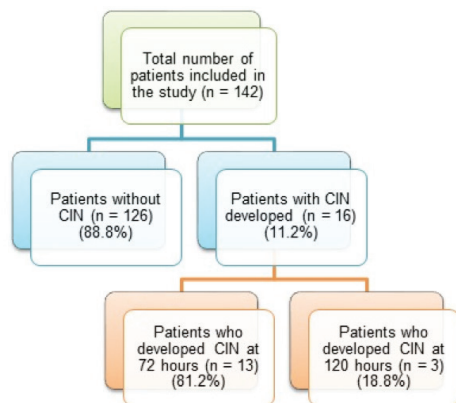 Total number of
patients included in
the study (n = 142)
Patients without
CIN (n = 126)
(88.8%)
Patients with CIN
developed (n = 16)
(11.2%)
Patients who
developed CIN at
72 hours (n = 13)
(81.2%)
Patients who
developed CIN at
120 hours (n = 3)
(18.8%)